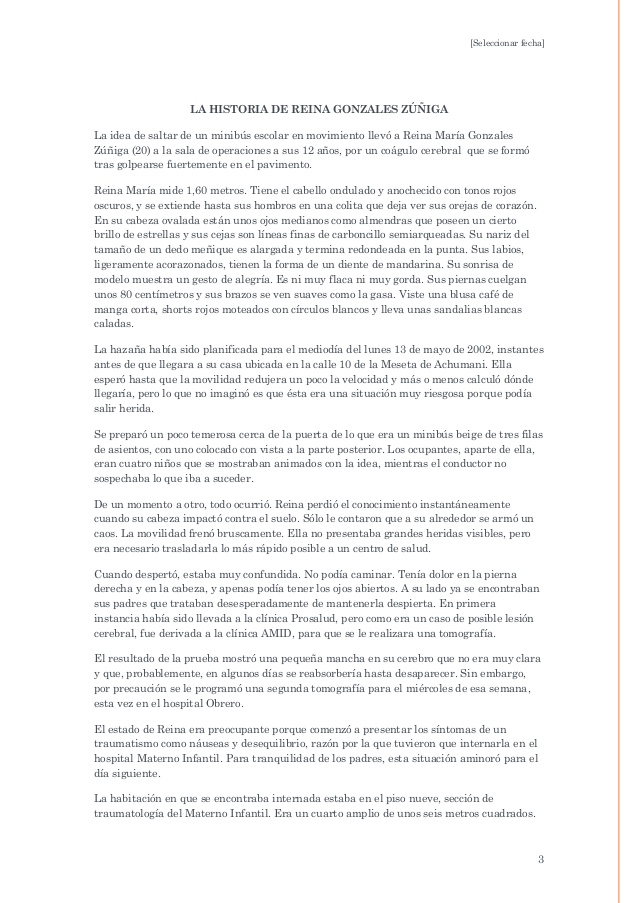 [Seleccionar fecha]
LA HISTORIA DE REINA GONZALES ZÚÑIGA
La idea de saltar de un minibús escolar en movimiento llevó a Reina María Gonzales
Zúñiga (20) a la sala de operaciones a sus 12 años, por un coágulo cerebral que se formó
tras golpearse fuertemente en el pavimento.
Reina María mide 1,60 metros. Tiene el cabello ondulado y anochecido con tonos rojos
oscuros, y se extiende hasta sus hombros en una colita que deja ver sus orejas de corazón.
En su cabeza ovalada están unos ojos medianos como almendras que poseen un cierto
brillo de estrellas y sus cejas son líneas finas de carboncillo semiarqueadas. Su nariz del
tamaño de un dedo meñique es alargada y termina redondeada en la punta. Sus labios,
ligeramente acorazonados, tienen la forma de un diente de mandarina. Su sonrisa de
modelo muestra un gesto de alegría. Es ni muy flaca ni muy gorda. Sus piernas cuelgan
unos 80 centímetros y sus brazos se ven suaves como la gasa. Viste una blusa café de
manga corta, shorts rojos moteados con círculos blancos y lleva unas sandalias blancas
caladas.
La hazaña había sido planificada para el mediodía del lunes 13 de mayo de 2002, instantes
antes de que llegara a su casa ubicada en la calle 10 de la Meseta de Achumani. Ella
esperó hasta que la movilidad redujera un poco la velocidad y más o menos calculó dónde
llegaría, pero lo que no imaginó es que ésta era una situación muy riesgosa porque podía
salir herida.
Se preparó un poco temerosa cerca de la puerta de lo que era un minibús beige de tres filas
de asientos, con uno colocado con vista a la parte posterior. Los ocupantes, aparte de ella,
eran cuatro niños que se mostraban animados con la idea, mientras el conductor no
sospechaba lo que iba a suceder.
De un momento a otro, todo ocurrió. Reina perdió el conocimiento instantáneamente
cuando su cabeza impactó contra el suelo. Sólo le contaron que a su alrededor se armó un
caos. La movilidad frenó bruscamente. Ella no presentaba grandes heridas visibles, pero
era necesario trasladarla lo más rápido posible a un centro de salud.
Cuando despertó, estaba muy confundida. No podía caminar. Tenía dolor en la pierna
derecha y en la cabeza, y apenas podía tener los ojos abiertos. A su lado ya se encontraban
sus padres que trataban desesperadamente de mantenerla despierta. En primera
instancia había sido llevada a la clínica Prosalud, pero como era un caso de posible lesión
cerebral, fue derivada a la clínica AMID, para que se le realizara una tomografía.
El resultado de la prueba mostró una pequeña mancha en su cerebro que no era muy clara
y que, probablemente, en algunos días se reabsorbería hasta desaparecer. Sin embargo,
por precaución se le programó una segunda tomografía para el miércoles de esa semana,
esta vez en el hospital Obrero.
El estado de Reina era preocupante porque comenzó a presentar los síntomas de un
traumatismo como náuseas y desequilibrio, razón por la que tuvieron que internarla en el
hospital Materno Infantil. Para tranquilidad de los padres, esta situación aminoró para el
día siguiente.
La habitación en que se encontraba internada estaba en el piso nueve, sección de
traumatología del Materno Infantil. Era un cuarto amplio de unos seis metros cuadrados.
3